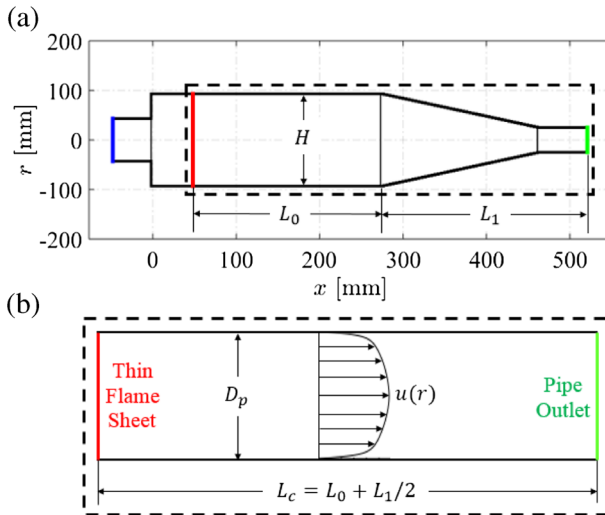 (a)
200
100
0
-100
-200
r [mm]
H
L₀
L₁
0
100
200
300
400
500
x [mm]
(b)
Thin
Flame
Sheet
Dₚ
u(r)
Pipe
Outlet
L_c = L₀ + L₁/2